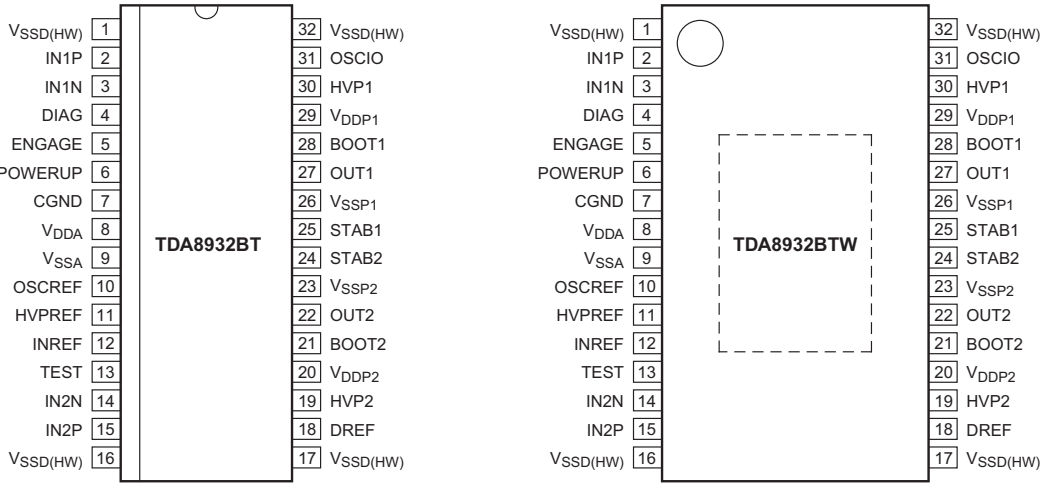 VSSD(HW) 1 32 VSSD(HW)
IN1P 2 31 OSCIO
IN1N 3 30 HVP1
DIAG 4 29 VDDP1
ENGAGE 5 28 BOOT1
POWERUP 6 27 OUT1
CGND 7 26 VSSP1
VDDA 8 25 STAB1
TDA8932BT
VSSA 9 24 STAB2
OSCREF 10 23 VSSP2
HVPREF 11 22 OUT2
INREF 12 21 BOOT2
TEST 13 20 VDDP2
IN2N 14 19 HVP2
IN2P 15 18 DREF
VSSD(HW) 16 17 VSSD(HW)
VSSD(HW) 1 32 VSSD(HW)
IN1P 2 31 OSCIO
IN1N 3 30 HVP1
DIAG 4 29 VDDP1
ENGAGE 5 28 BOOT1
POWERUP 6 27 OUT1
CGND 7 26 VSSP1
VDDA 8 25 STAB1
TDA8932BTW
VSSA 9 24 STAB2
OSCREF 10 23 VSSP2
HVPREF 11 22 OUT2
INREF 12 21 BOOT2
TEST 13 20 VDDP2
IN2N 14 19 HVP2
IN2P 15 18 DREF
VSSD(HW) 16 17 VSSD(HW)